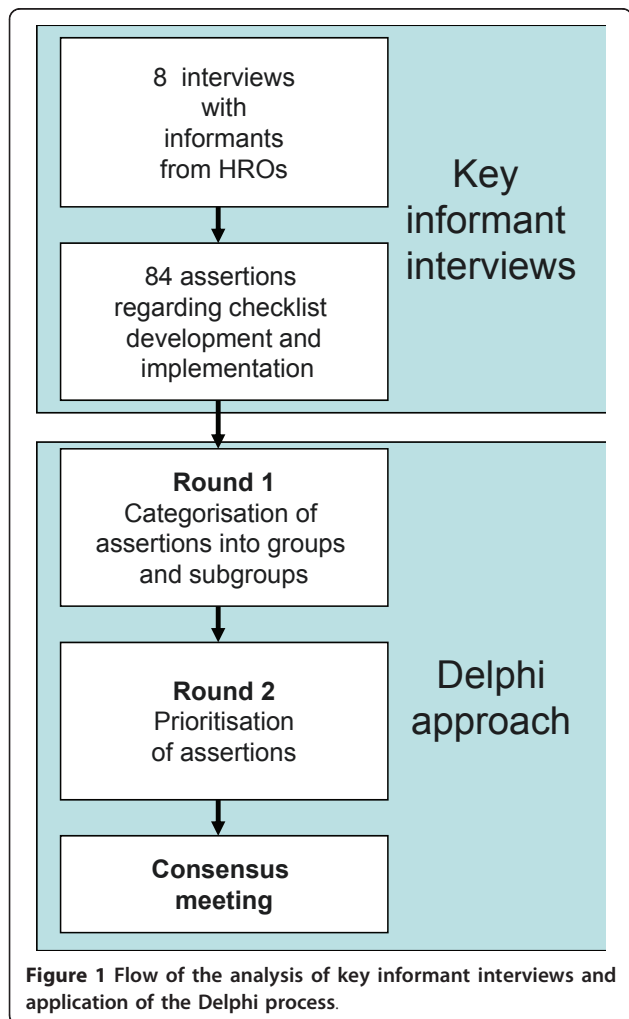 8 interviews
with
informants
from HROs
Key
informant
interviews
84 assertions
regarding checklist
development and
implementation
Round 1
Categorisation of
assertions into groups
and subgroups
Delphi
approach
Round 2
Prioritisation
of assertions
Consensus
meeting
Figure 1 Flow of the analysis of key informant interviews and
application of the Delphi process.